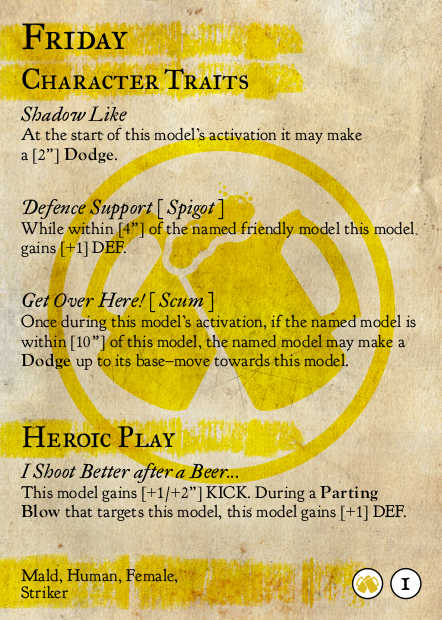 Friday
Character Traits
Shadow Like
At the start of this model's activation it may make
a [2"] Dodge.
Defence Support [ Spigot ]
While within [4"] of the named friendly model this model
gains [+1] DEF.
Get Over Here! [ Scum ]
Once during this model's activation, if the named model is
within [10"] of this model, the named model may make a
Dodge up to its base–move towards this model.
Heroic Play
I Shoot Better after a Beer...
This model gains [+1/+2"] KICK. During a Parting
Blow that targets this model, this model gains [+1] DEF.
Mald, Human, Female,
Striker
1